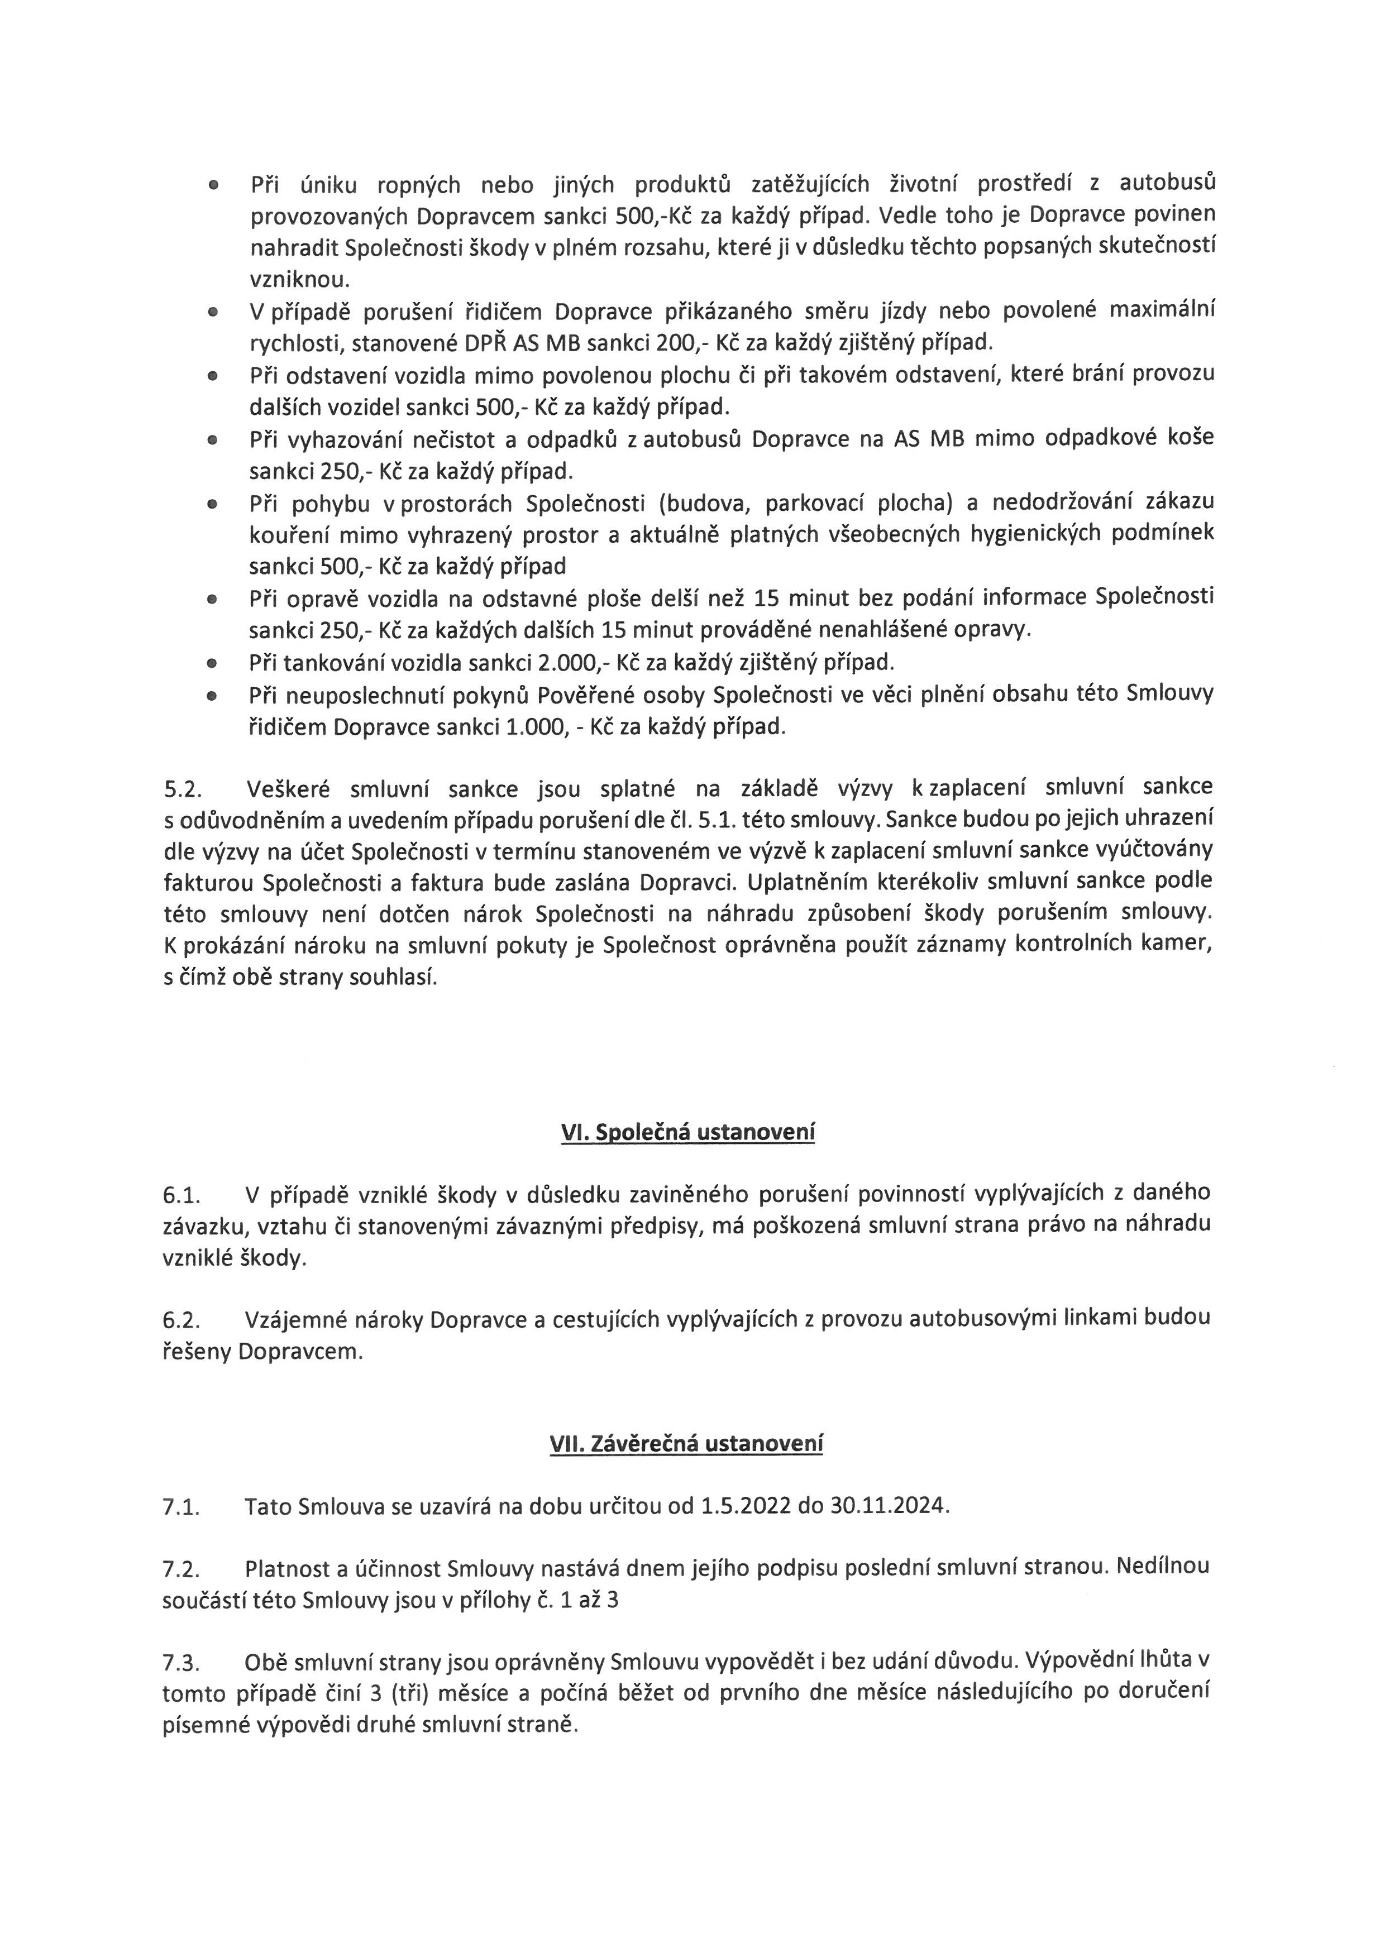 • Při úniku ropných nebo jiných produktů zatěžujících životní prostředí z autobusů
provozovaných Dopravcem sankci 500,-Kč za každý případ. Vedle toho je Dopravce povinen
nahradit Společnosti škody v plném rozsahu, které ji v důsledku těchto popsaných skutečností
vzniknou.
• V případě porušení řidičem Dopravce přikázaného směru jízdy nebo povolené maximální
rychlosti, stanovené DPŘ AS MB sankci 200,- Kč za každý zjištěný případ.
• Při odstavení vozidla mimo povolenou plochu či při takovém odstavení, které brání provozu
dalších vozidel sankci 500,- Kč za každý případ.
• Při vyhazování nečistot a odpadků z autobusů Dopravce na AS MB mimo odpadkové koše
sankci 250,- Kč za každý případ.
• Při pohybu v prostorách Společnosti (budova, parkovací plocha) a nedodržování zákazu
kouření mimo vyhrazený prostor a aktuálně platných všeobecných hygienických podmínek
sankci 500,- Kč za každý případ
• Při opravě vozidla na odstavné ploše delší než 15 minut bez podání informace Společnosti
sankci 250,- Kč za každých dalších 15 minut prováděné nenahlášené opravy.
• Při tankování vozidla sankci 2.000,- Kč za každý zjištěný případ.
• Při neuposlechnutí pokynů Pověřené osoby Společnosti ve věci plnění obsahu této Smlouvy
řidičem Dopravce sankci 1.000, - Kč za každý případ.
5.2. Veškeré smluvní sankce jsou splatné na základě výzvy k zaplacení smluvní sankce
s odůvodněním a uvedením případu porušení dle čl. 5.1. této smlouvy. Sankce budou po jejich uhrazení
dle výzvy na účet Společnosti v termínu stanoveném ve výzvě k zaplacení smluvní sankce vyúčtovány
fakturou Společnosti a faktura bude zaslána Dopravci. Uplatněním kterékoliv smluvní sankce podle
této smlouvy není dotčen nárok Společnosti na náhradu způsobení škody porušením smlouvy.
K prokázání nároku na smluvní pokuty je Společnost oprávněna použít záznamy kontrolních kamer,
s čímž obě strany souhlasí.
VI. Společná ustanovení
6.1. V případě vzniklé škody v důsledku zaviněného porušení povinností vyplývajících z daného
závazku, vztahu či stanovenými závaznými předpisy, má poškozená smluvní strana právo na náhradu
vzniklé škody.
6.2. Vzájemné nároky Dopravce a cestujících vyplývajících z provozu autobusovými linkami budou
řešeny Dopravcem.
VII. Závěrečná ustanovení
7.1. Tato Smlouva se uzavírá na dobu určitou od 1.5.2022 do 30.11.2024.
7.2. Platnost a účinnost Smlouvy nastává dnem jejího podpisu poslední smluvní stranou. Nedílnou
součástí této Smlouvy jsou v přílohy č. 1 až 3
7.3. Obě smluvní strany jsou oprávněny Smlouvu vypovědět i bez udání důvodu. Výpovědní lhůta v
tomto případě činí 3 (tři) měsíce a počíná běžet od prvního dne měsíce následujícího po doručení
písemné výpovědi druhé smluvní straně.